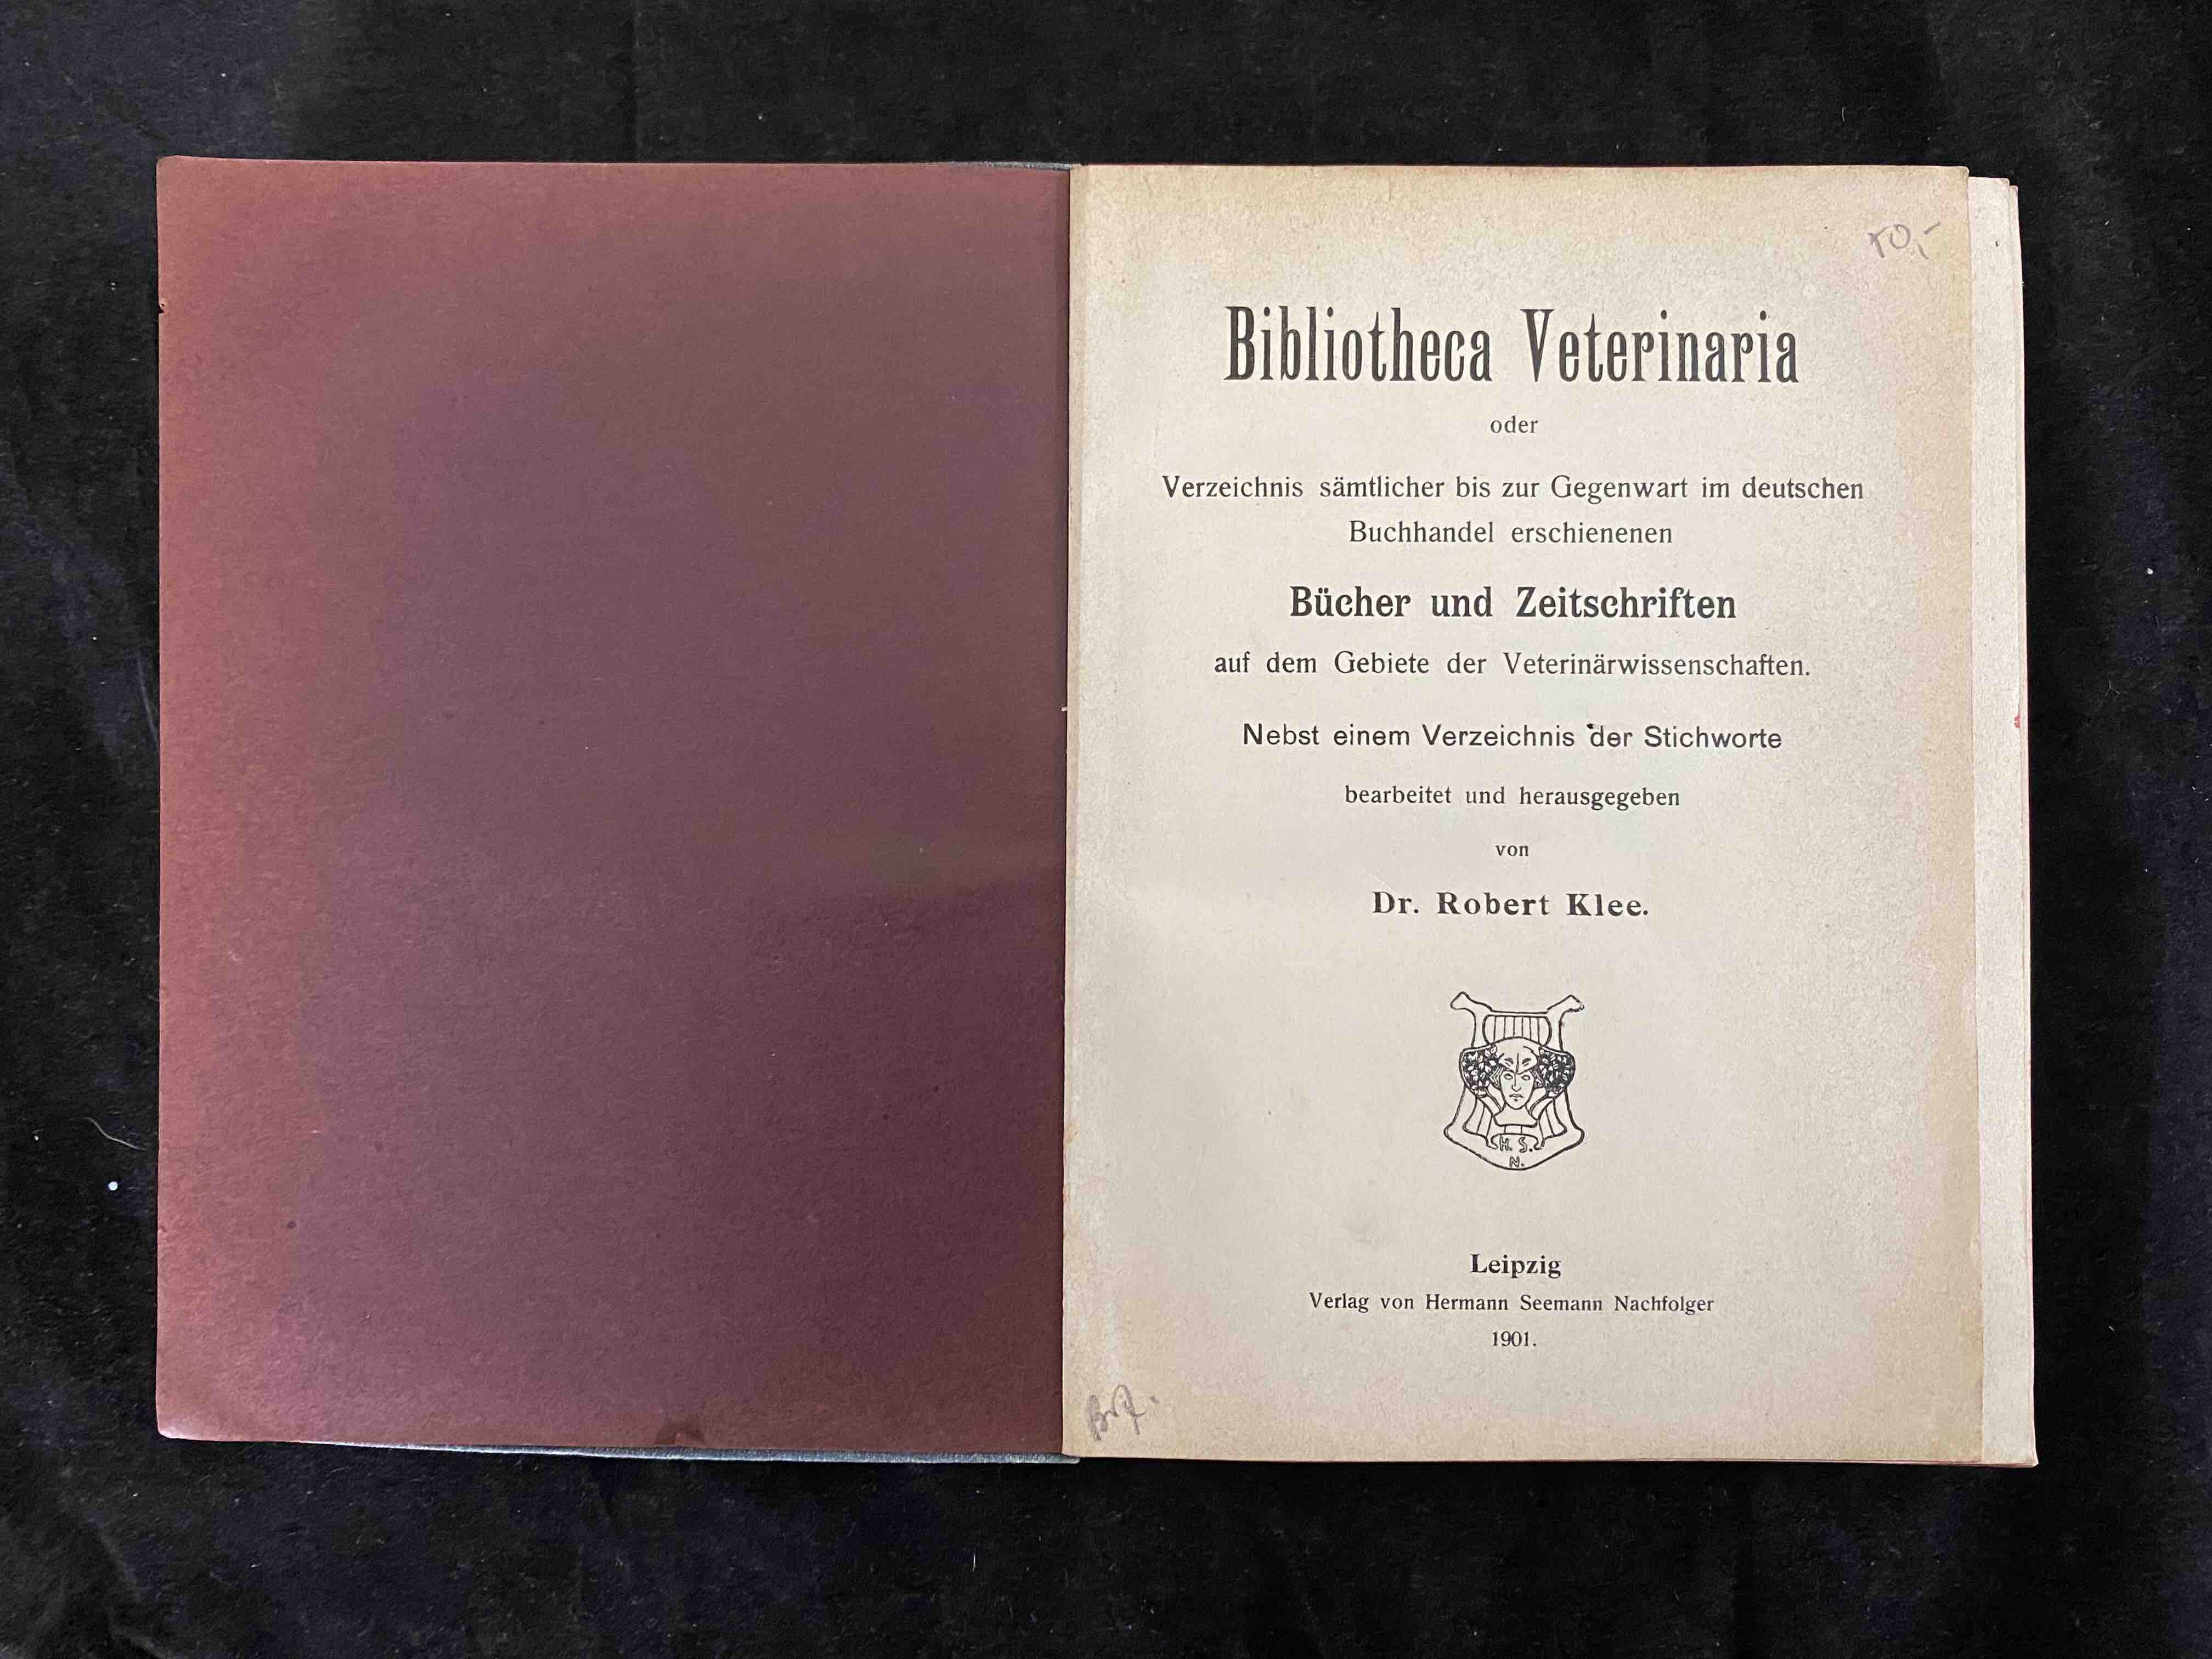 10,-
Bibliotheca Veterinaria
oder
Verzeichnis sämtlicher bis zur Gegenwart im deutschen
Buchhandel erschienenen
Bücher und Zeitschriften
auf dem Gebiete der Veterinärwissenschaften.
Nebst einem Verzeichnis der Stichworte
bearbeitet und herausgegeben
von
Dr. Robert Klee.
H. S.
N.
Leipzig
Verlag von Hermann Seemann Nachfolger
1901.